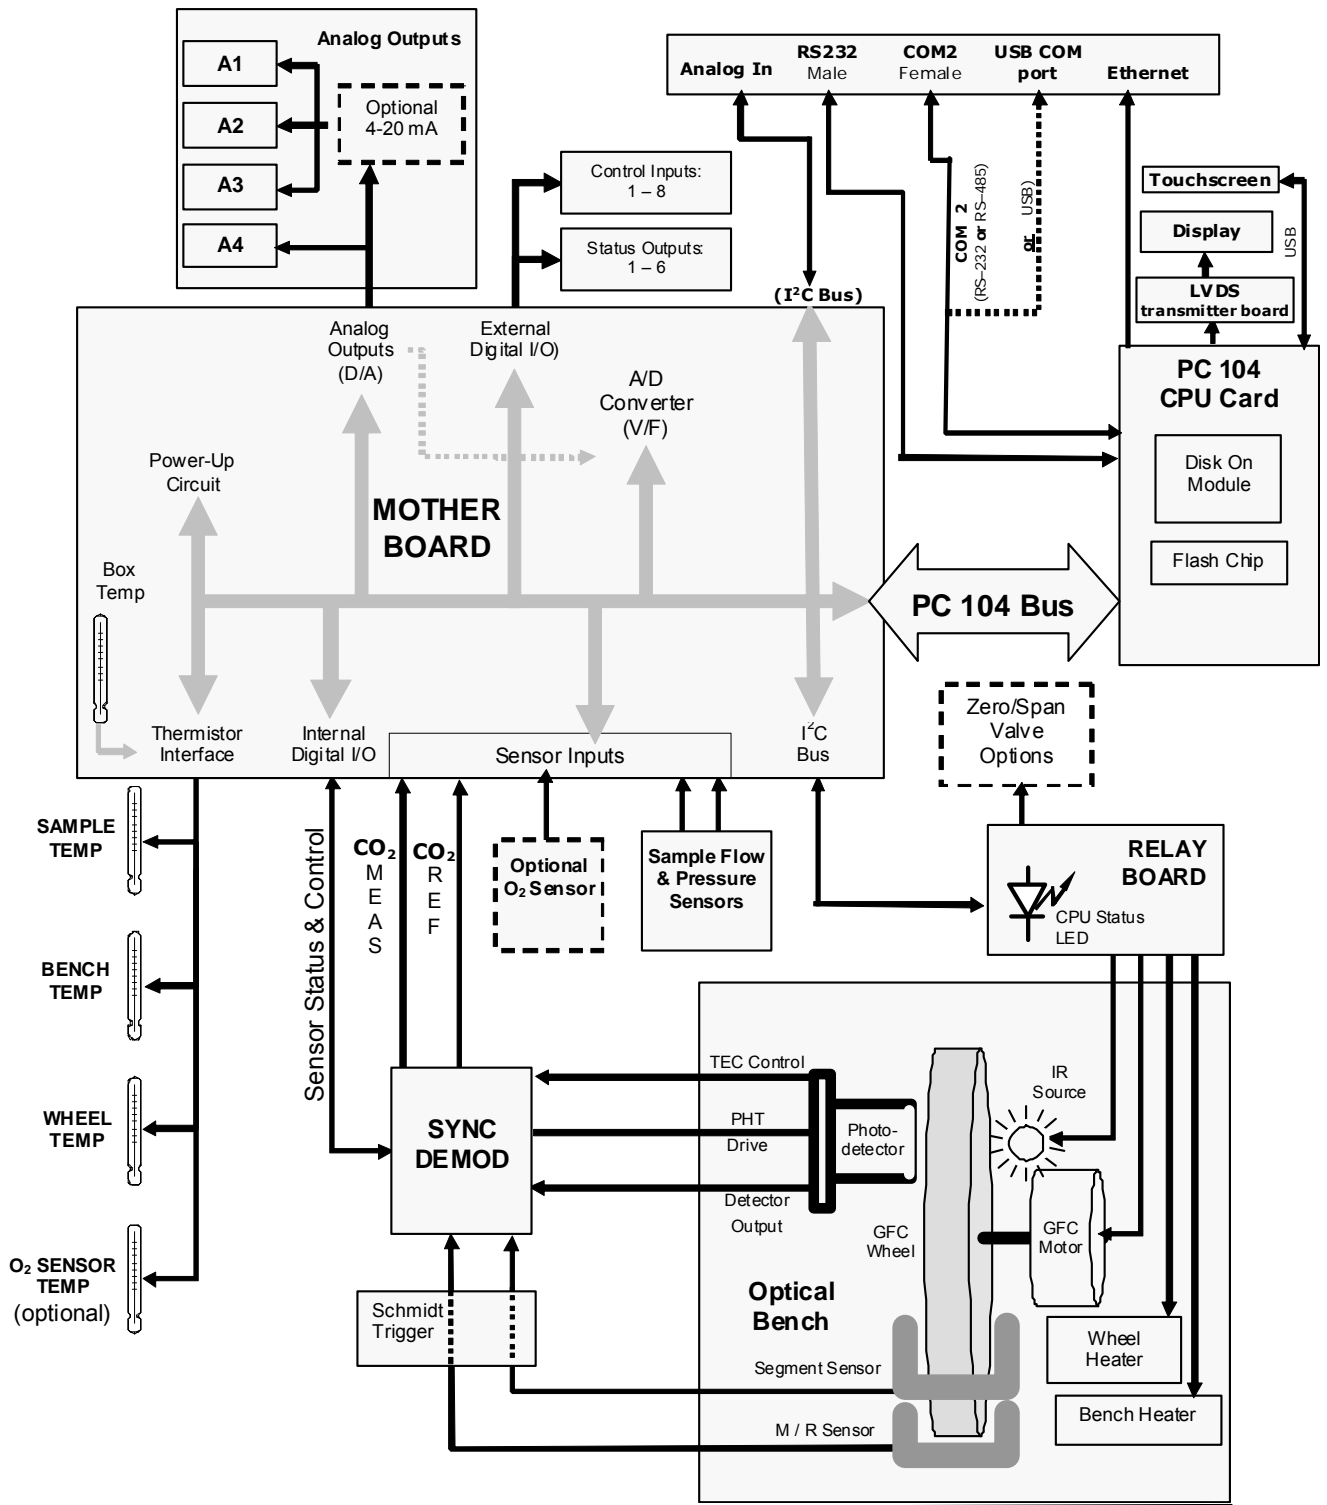 Analog Outputs
A1
A2
A3
A4
Optional
4-20 mA
Analog In
RS232
Male
COM2
Female
USB COM
port
Ethernet
Control Inputs:
1 – 8
Status Outputs:
1 – 6
COM 2
(RS–232 or RS–485)
or USB)
Touchscreen
Display
USB
LVDS
transmitter board
(I²C Bus)
Analog
Outputs
(D/A)
External
Digital I/O)
A/D
Converter
(V/F)
Power-Up
Circuit
MOTHER
BOARD
Box
Temp
Thermistor
Interface
Internal
Digital I/O
Sensor Inputs
I²C
Bus
PC 104
CPU Card
Disk On
Module
Flash Chip
PC 104 Bus
Zero/Span
Valve
Options
RELAY
BOARD
CPU Status
LED
SAMPLE
TEMP
BENCH
TEMP
WHEEL
TEMP
O₂ SENSOR
TEMP
(optional)
Sensor Status & Control
CO₂
MEAS
CO₂
REF
Optional
O₂ Sensor
Sample Flow
& Pressure
Sensors
SYNC
DEMOD
TEC Control
PHT
Drive
Detector
Output
Photo-
detector
IR
Source
GFC
Wheel
GFC
Motor
Optical
Bench
Schmidt
Trigger
Segment Sensor
M / R Sensor
Wheel
Heater
Bench Heater